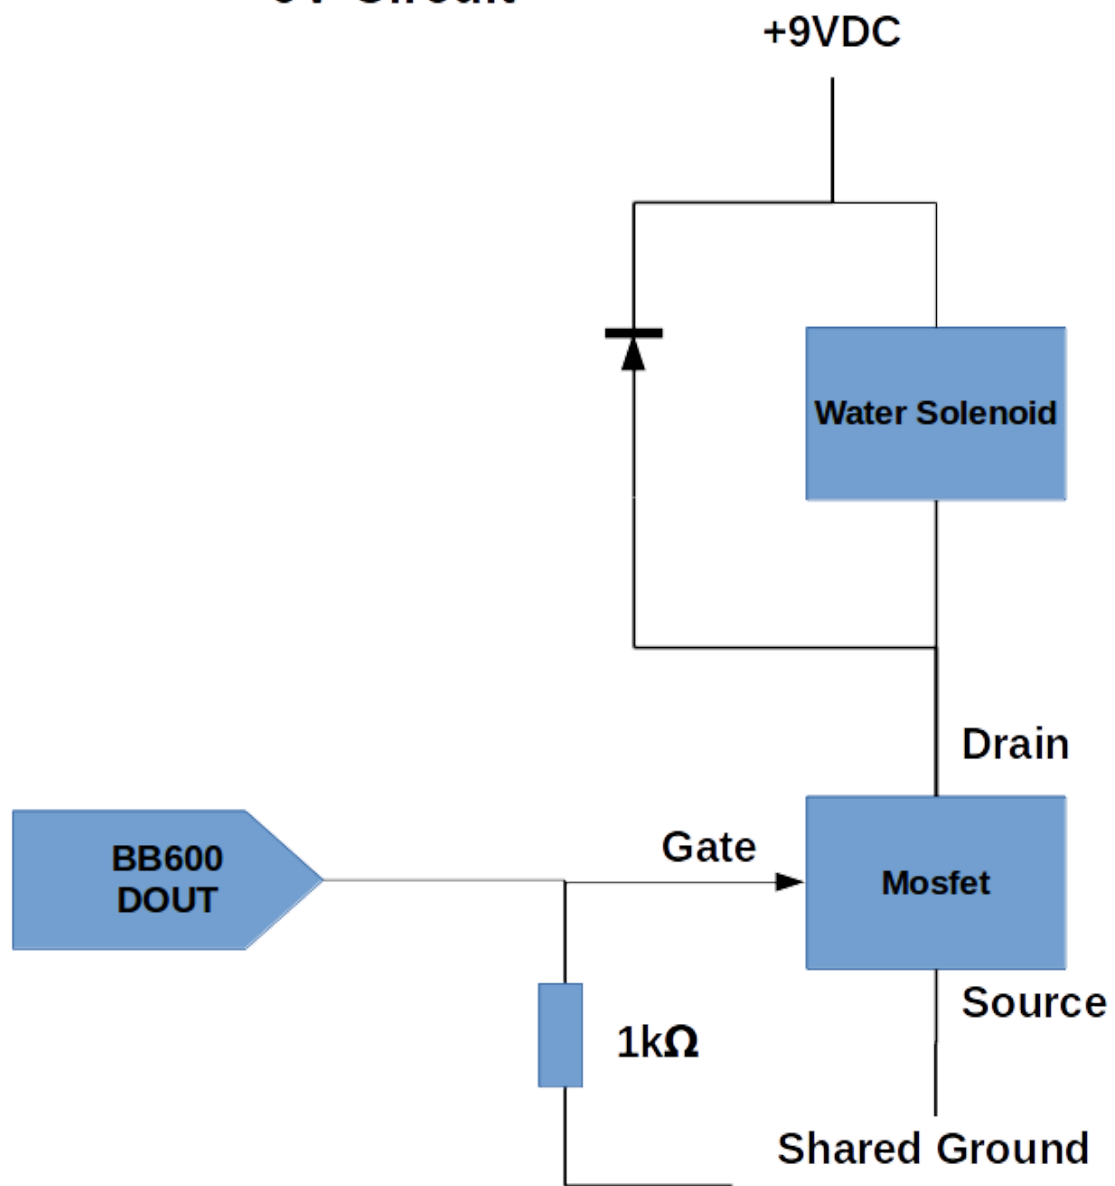 +9VDC
Water Solenoid
Drain
BB600
DOUT
Gate
Mosfet
Source
1kΩ
Shared Ground